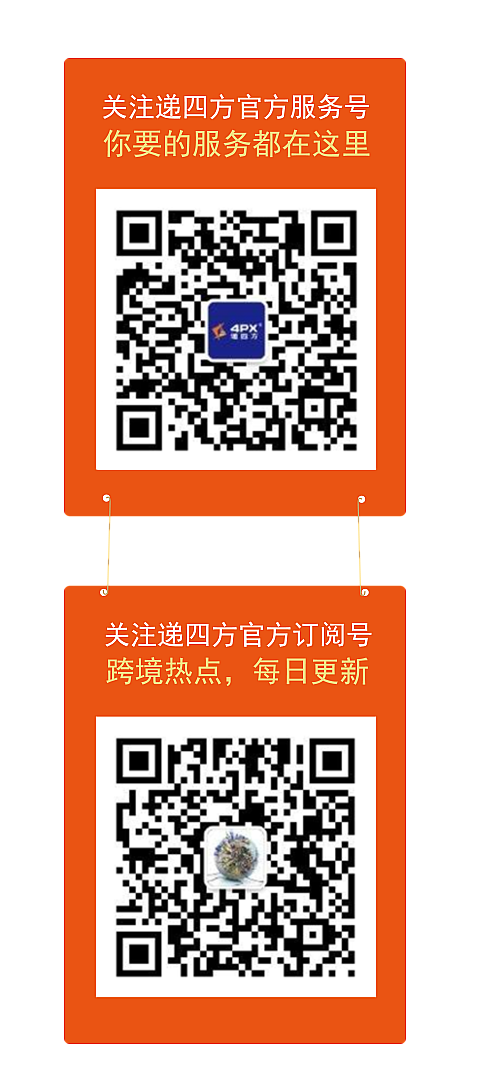 关注递四方官方服务号
你要的服务都在这里
4PX
递四方
关注递四方官方订阅号
跨境热点，每日更新